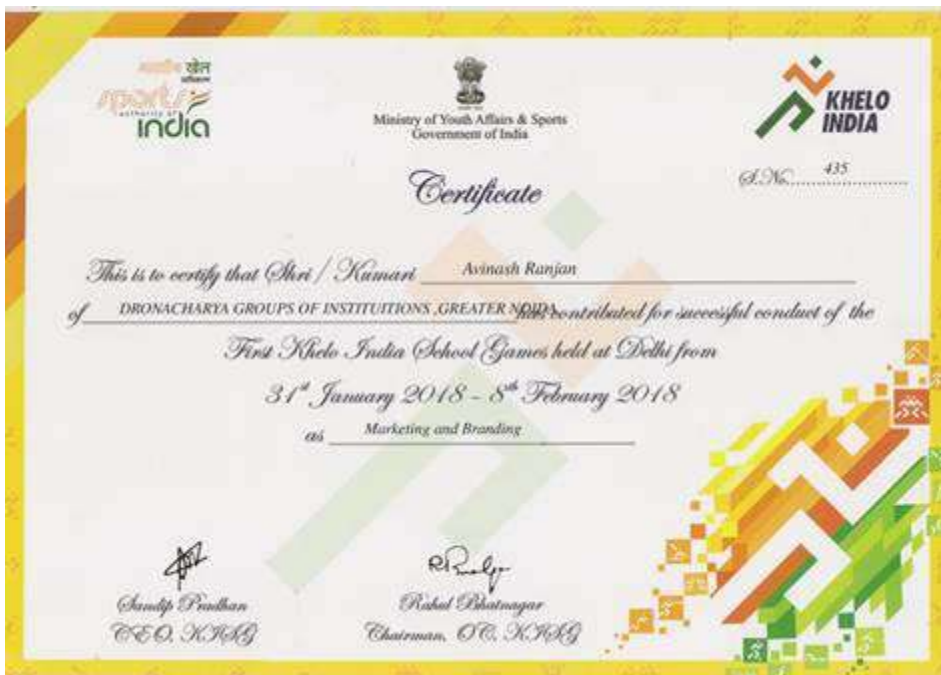 खेल
sports
authority of
india
Ministry of Youth Affairs & Sports
Government of India
KHELO
INDIA
S.No. 435
Certificate
This is to certify that Shri / Kumari Avinash Ranjan
of DRONACHARYA GROUPS OF INSTITUITIONS ,GREATER NOIDA has contributed for successful conduct of the
First Khelo India School Games held at Delhi from
31st January 2018 - 8th February 2018
as Marketing and Branding
Sandip Pradhan
CEO, KISG
Rahul Bhatnagar
Chairman, OC, KISG